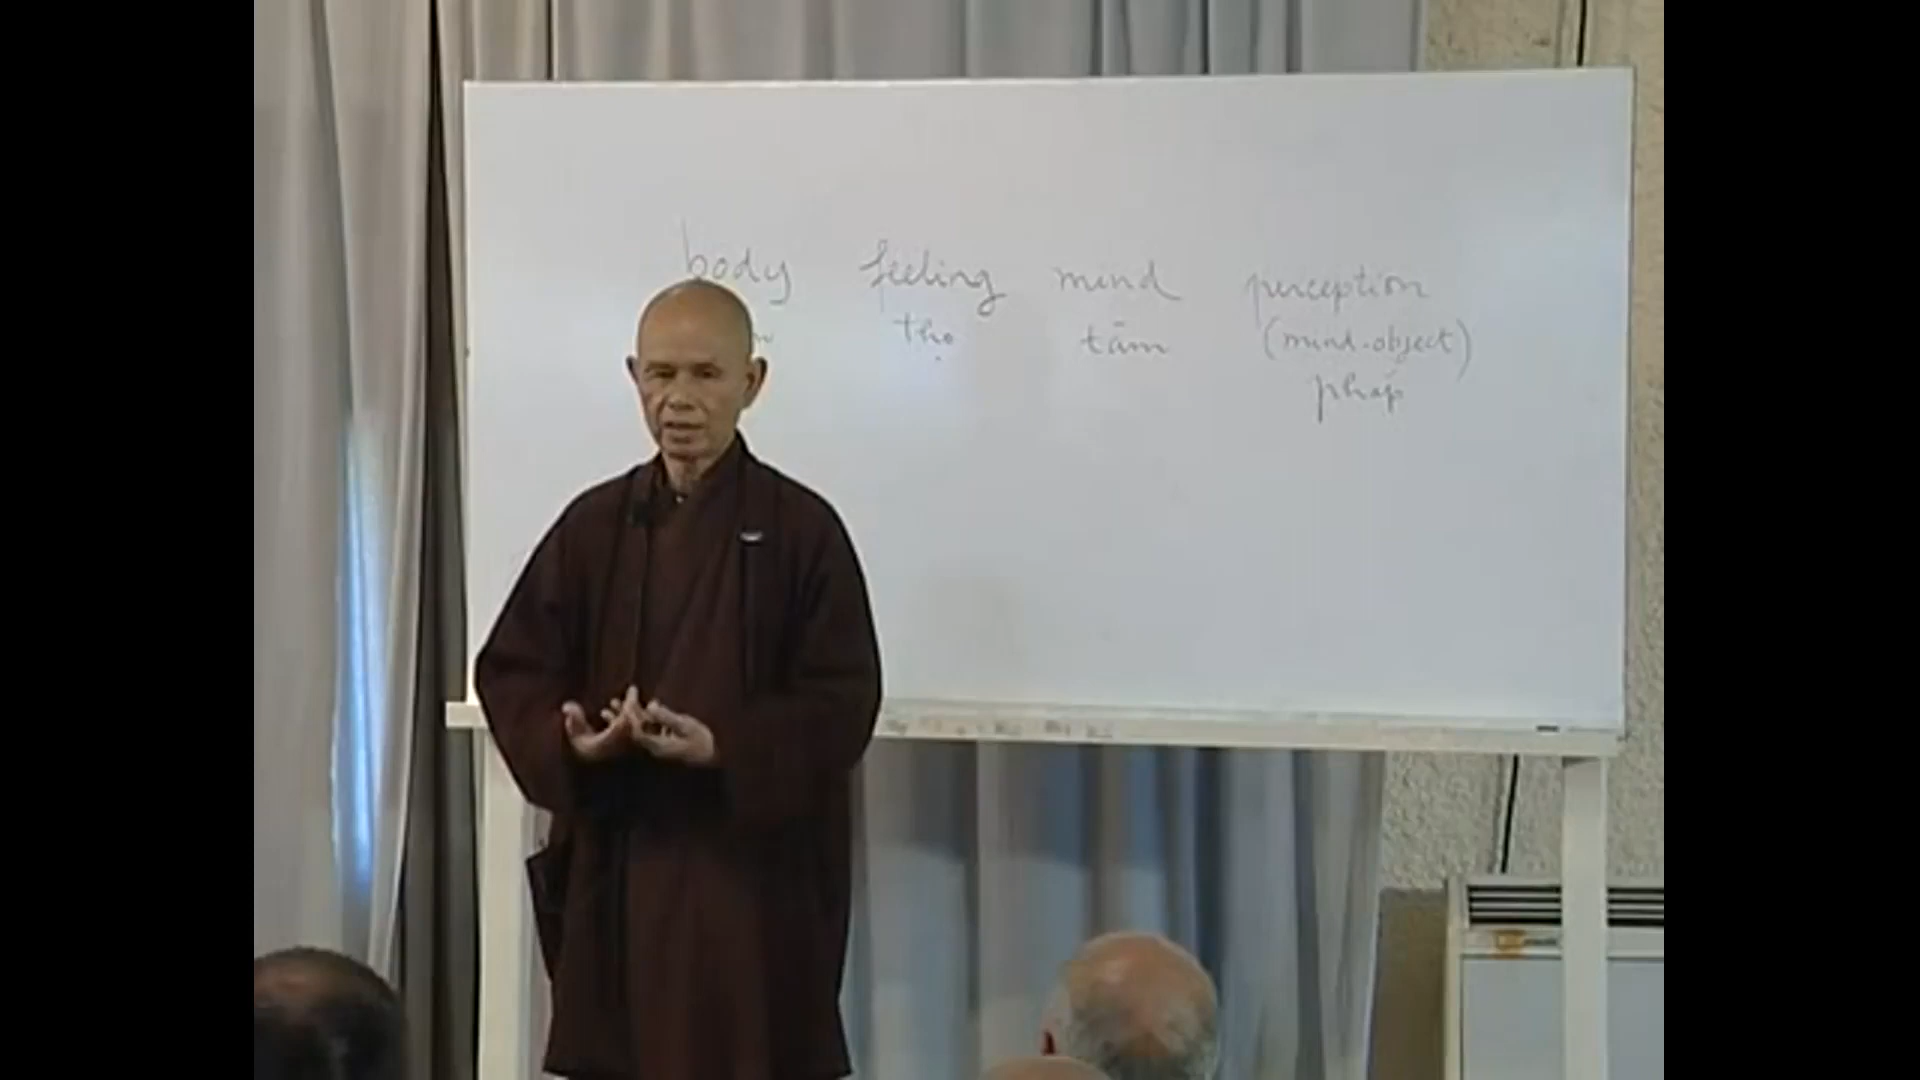 body feeling mind perception
thọ tâm (mind-object)
pháp